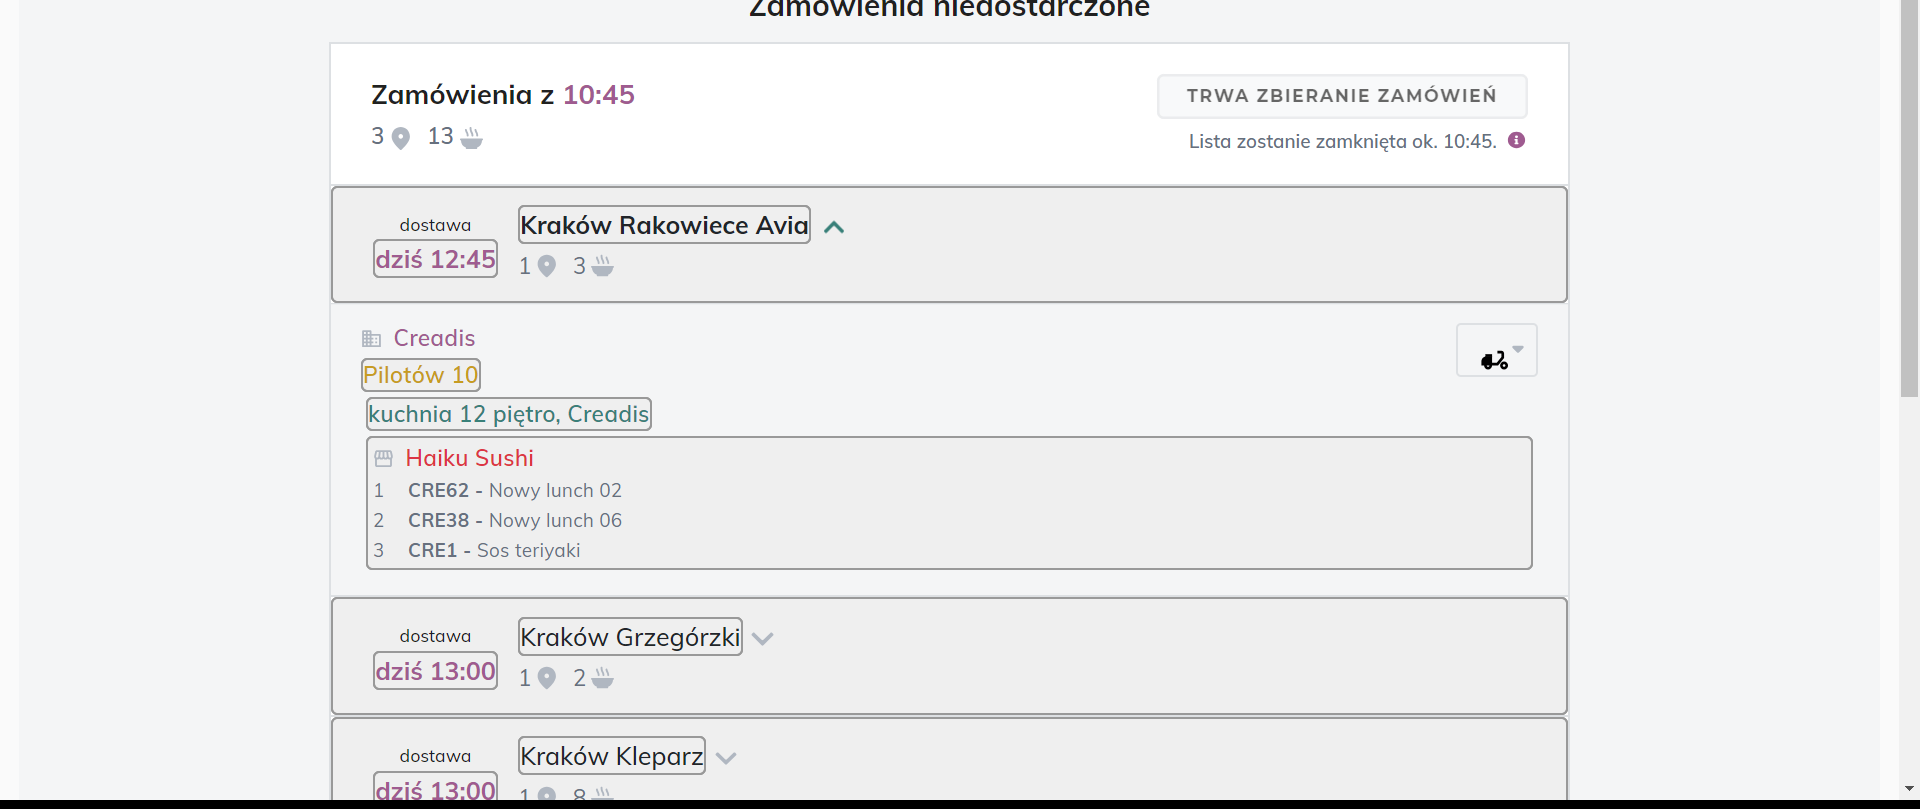 Zamówienia niedostarczone
Zamówienia z 10:45
3 13
TRWA ZBIERANIE ZAMÓWIEŃ
Lista zostanie zamknięta ok. 10:45.
dostawa
dziś 12:45
Kraków Rakowiece Avia
1 3
Creadis
Pilotów 10
kuchnia 12 piętro, Creadis
Haiku Sushi
1 CRE62 - Nowy lunch 02
2 CRE38 - Nowy lunch 06
3 CRE1 - Sos teriyaki
dostawa
dziś 13:00
Kraków Grzegórzki
1 2
dostawa
dziś 13:00
Kraków Kleparz
1 8